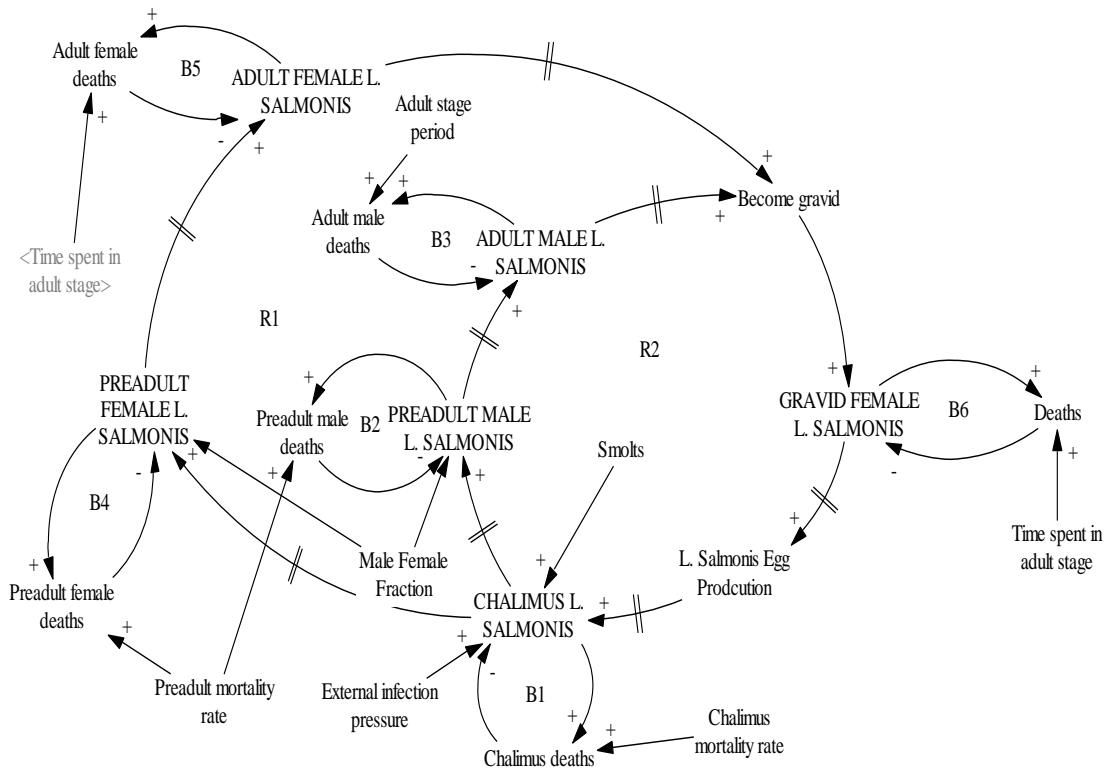 +
Adult female
deaths
B5
ADULT FEMALE L.
SALMONIS
+
-
+
Adult stage
period
+
Become gravid
+
+
+
Adult male
deaths
B3
ADULT MALE L.
SALMONIS
-
+
<Time spent in
adult stage>
R1
R2
PREADULT
FEMALE L.
SALMONIS
+
Preadult male
deaths
B2
PREADULT MALE
L. SALMONIS
-
+
+
+
GRAVID FEMALE
L. SALMONIS
B6
+
Deaths
-
+
Smolts
+
-
B4
+
Preadult female
deaths
+
Male Female
Fraction
+
L. Salmonis Egg
Prodcution
Time spent in
adult stage
+
CHALIMUS L.
SALMONIS
+
+
-
Preadult mortality
rate
External infection
pressure
B1
+
+
Chalimus deaths
Chalimus
mortality rate